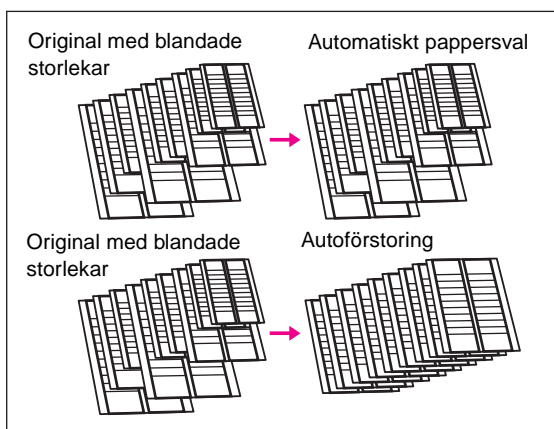 Original med blandade
storlekar
Automatiskt pappersval
Original med blandade
storlekar
Autoförstoring